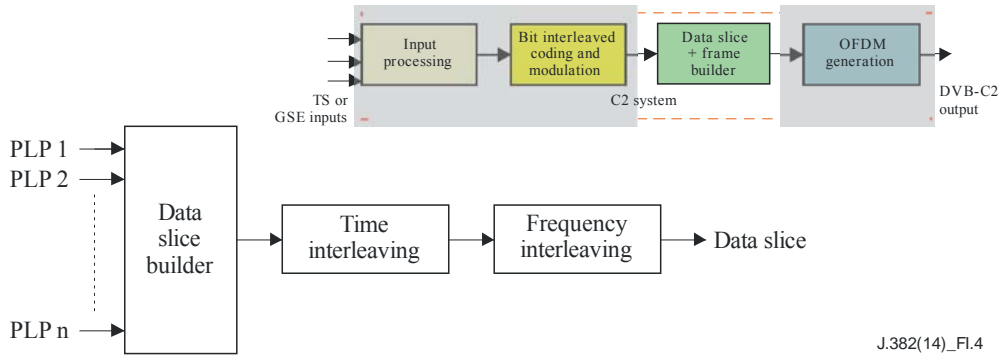 Input
processing
Bit interleaved
coding and
modulation
Data slice
+ frame
builder
OFDM
generation
TS or
GSE inputs
C2 system
DVB-C2
output
PLP 1
PLP 2
PLP n
Data
slice
builder
Time
interleaving
Frequency
interleaving
Data slice
J.382(14)_FI.4